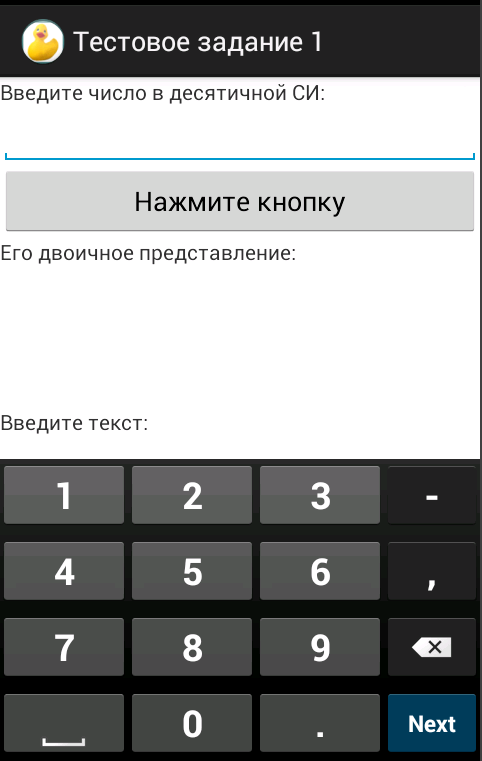 Тестовое задание 1
Введите число в десятичной СИ:
Нажмите кнопку
Его двоичное представление:
Введите текст:
1 2 3 -
4 5 6 ,
7 8 9
0 . Next